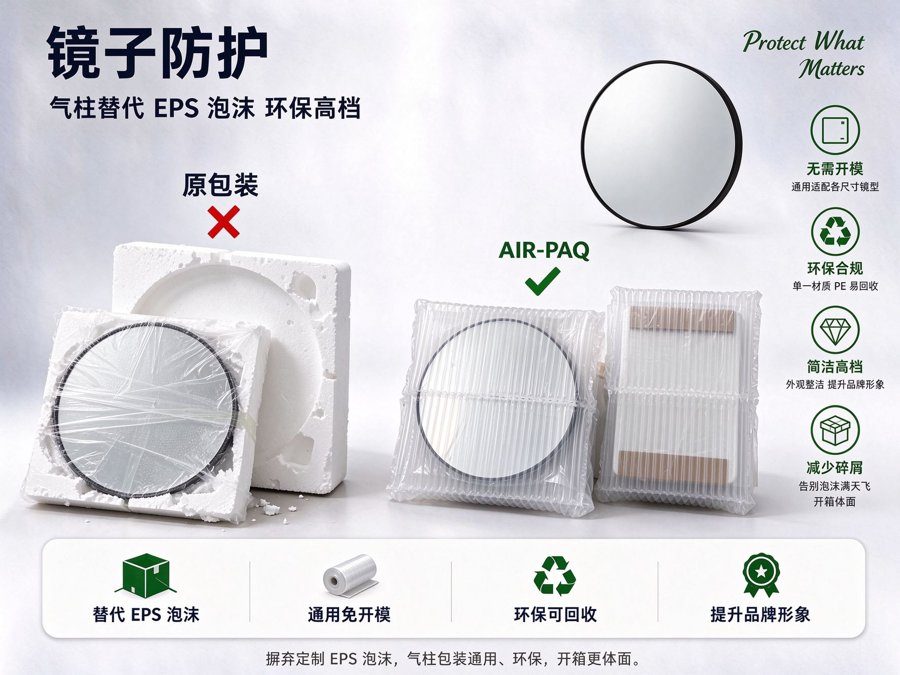 镜子防护
气柱替代 EPS 泡沫 环保高档
Protect What
Matters
原包装
AIR-PAQ
无需开模
通用适配各尺寸镜型
环保合规
单一材质 PE 易回收
简洁高档
外观整洁 提升品牌形象
减少碎屑
告别泡沫满天飞
开箱体面
替代 EPS 泡沫
通用免开模
环保可回收
提升品牌形象
摒弃定制 EPS 泡沫，气柱包装通用、环保，开箱更体面。